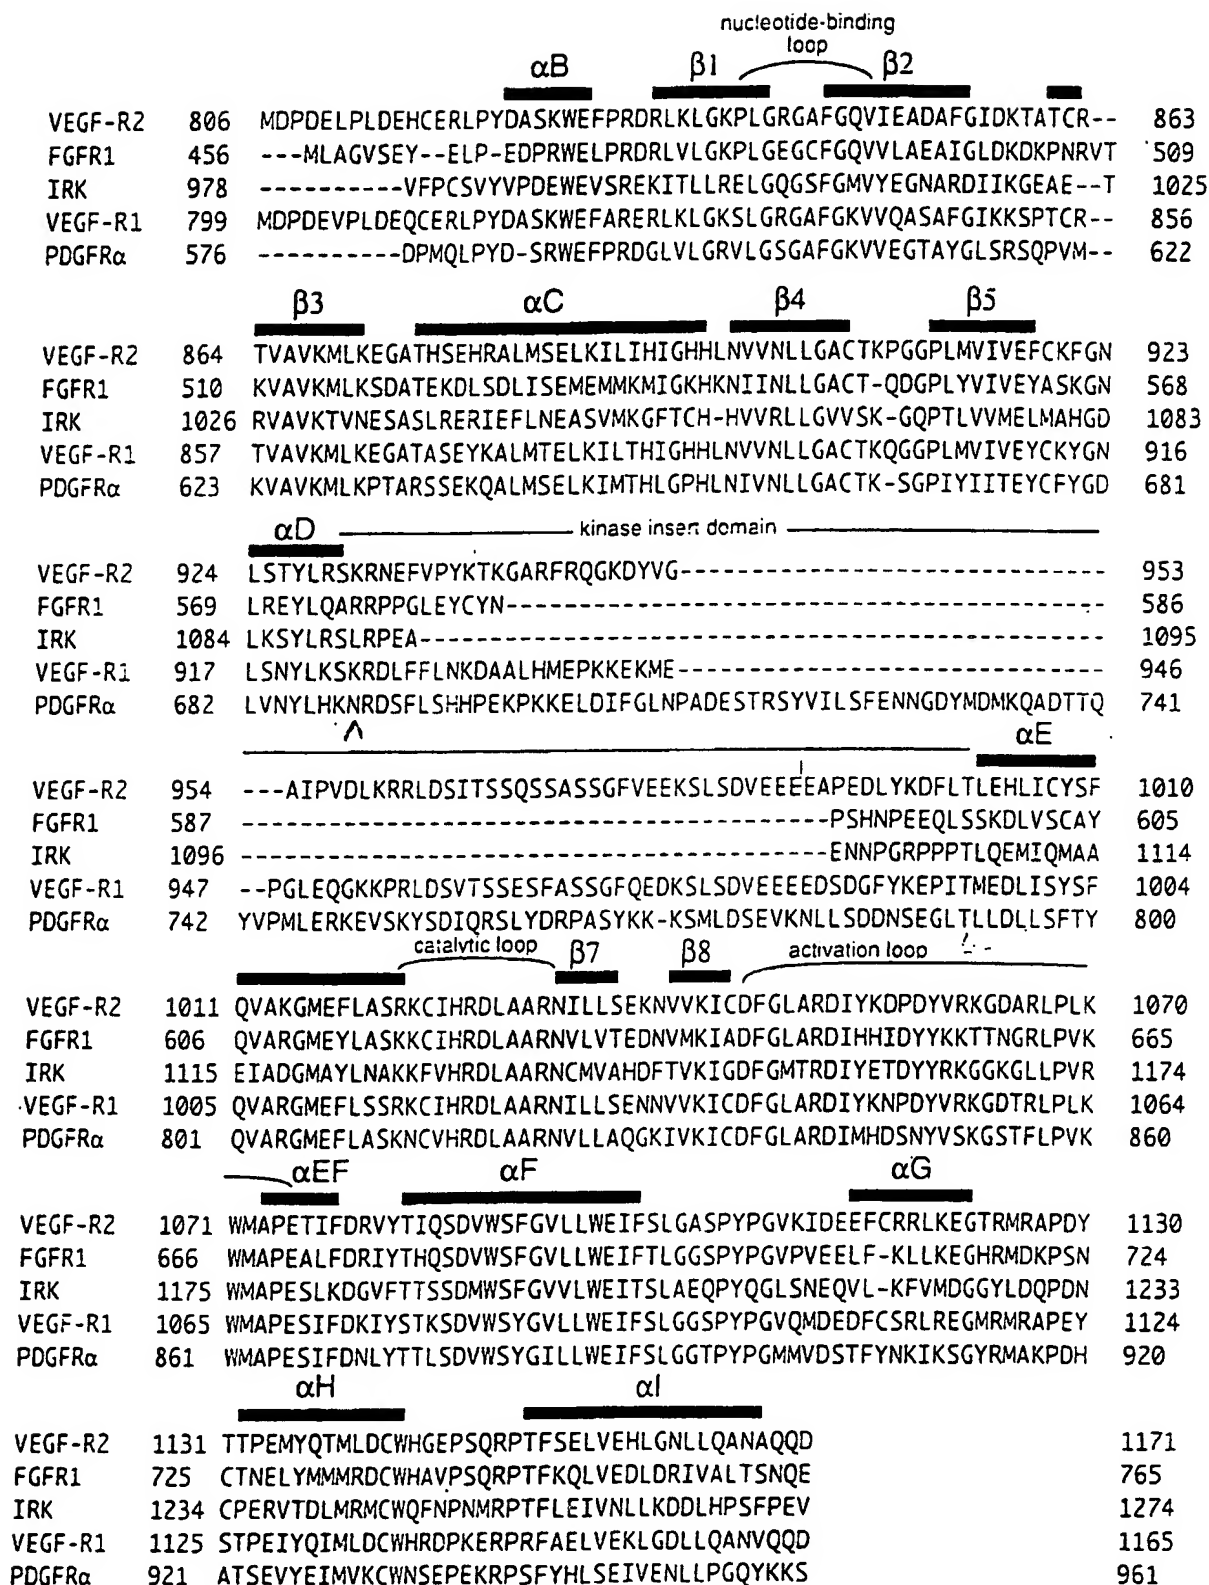 nucleotide-binding
loop
αB β1 β2
VEGF-R2 806 MDPDELPLDEHCERLPYDASKWEFPRDRLKLGKPLGRGAFGQVIEADAFGIDKTATCR-- 863
FGFR1 456 ---MLAGVSEY--ELP-EDPRWELPRDRLVLGKPLGEGCFGQVVLAEAIGLDKDKPNRVT 509
IRK 978 ----------VFPCSVYVPDEWEVSREKITLLRELGQGSFGMVYEGNARDIIKGEAE--T 1025
VEGF-R1 799 MDPDEVPLDEQCERLPYDASKWEFARERLKLGKSLGRGAFGKVVQASAFGIKKSPTCR-- 856
PDGFRα 576 ----------DPMQLPYD-SRWEFPRDGLVLGRVLGSGAFGKVVEGTAYGLSRSQPVM-- 622
β3 αC β4 β5
VEGF-R2 864 TVAVKMLKEGATHSEHRALMSELKILIHIGHHLNVVNLLGACTKPGGPLMVIVEFCKFGN 923
FGFR1 510 KVAVKMLKSDATEKDLSDLISEMEMMKMIGKHKNIINLLGACT-QDGPLYVIVEYASKGN 568
IRK 1026 RVAVKTVNESASLRERIEFLNEASVMKGFTCH-HVVRLLGVVSK-GQPTLVVMELMAHGD 1083
VEGF-R1 857 TVAVKMLKEGATASEYKALMTELKILTHIGHHLNVVNLLGACTKQGGPLMVIVEYCKYGN 916
PDGFRα 623 KVAVKMLKPTARSSEKQALMSELKIMTHLGPHLNIVNLLGACTK-SGPIYIITEYCFYGD 681
αD kinase insert domain
VEGF-R2 924 LSTYLRSKRNEFVPYKTKGARFRQGKDYVG------------------------------ 953
FGFR1 569 LREYLQARRPPGLEYCYN------------------------------------------ 586
IRK 1084 LKSYLRSLRPEA------------------------------------------------ 1095
VEGF-R1 917 LSNYLKSKRDLFFLNKDAALHMEPKKEKME------------------------------ 946
PDGFRα 682 LVNYLHKNRDSFLSHHPEKPKKELDIFGLNPADESTRSYVILSFENNGDYMDMKQADTTQ 741
αE
VEGF-R2 954 ---AIPVDLKRRLDSITSSQSSASSGFVEEKSLSDVEEEEAPEDLYKDFLTLEHLICYSF 1010
FGFR1 587 -----------------------------------------PSHNPEEQLSSKDLVSCAY 605
IRK 1096 -----------------------------------------ENNPGRPPPTLQEMIQMAA 1114
VEGF-R1 947 --PGLEQGKKPRLDSVTSSESFASSGFQEDKSLSDVEEEEDSDGFYKEPITMEDLISYSF 1004
PDGFRα 742 YVPMLERKEVSKYSDIQRSLYDRPASYKK-KSMLDSEVKNLLSDDNSEGLTLLDLLSFTY 800
catalytic loop β7 β8 activation loop
VEGF-R2 1011 QVAKGMEFLASRKCIHRDLAARNILLSEKNVVKICDFGLARDIYKDPDYVRKGDARLPLK 1070
FGFR1 606 QVARGMEYLASKKCIHRDLAARNVLVTEDNVMKIADFGLARDIHHIDYYKKTTNGRLPVK 665
IRK 1115 EIADGMAYLNAKKFVHRDLAARNCMVAHDFTVKIGDFGMTRDIYETDYYRKGGKGLLPVR 1174
VEGF-R1 1005 QVARGMEFLSSRKCIHRDLAARNILLSENNVVKICDFGLARDIYKNPDYVRKGDTRLPLK 1064
PDGFRα 801 QVARGMEFLASKNCVHRDLAARNVLLAQGKIVKICDFGLARDIMHDSNYVSKGSTFLPVK 860
αEF αF αG
VEGF-R2 1071 WMAPETIFDRVYTIQSDVWSFGVLLWEIFSLGASPYPGVKIDEEFCRRLKEGTRMRAPDY 1130
FGFR1 666 WMAPEALFDRIYTHQSDVWSFGVLLWEIFTLGGSPYPGVPVEELF-KLLKEGHRMDKPSN 724
IRK 1175 WMAPESLKDGVFTTSSDMWSFGVVLWEITSLAEQPYQGLSNEQVL-KFVMDGGYLDQPDN 1233
VEGF-R1 1065 WMAPESIFDKIYSTKSDVWSYGVLLWEIFSLGGSPYPGVQMDEDFCSRLREGMRMRAPEY 1124
PDGFRα 861 WMAPESIFDNLYTTLSDVWSYGILLWEIFSLGGTPYPGMMVDSTFYNKIKSGYRMAKPDH 920
αH αI
VEGF-R2 1131 TTPEMYQTMLDCWHGEPSQRPTFSELVEHLGNLLQANAQQD 1171
FGFR1 725 CTNELYMMMRDCWHAVPSQRPTFKQLVEDLDRIVALTSNQE 765
IRK 1234 CPERVTDLMRMCWQFNPNMRPTFLEIVNLLKDDLHPSFPEV 1274
VEGF-R1 1125 STPEIYQIMLDCWHRDPKERPRFAELVEKLGDLLQANVQQD 1165
PDGFRα 921 ATSEVYEIMVKCWNSEPEKRPSFYHLSEIVENLLPGQYKKS 961